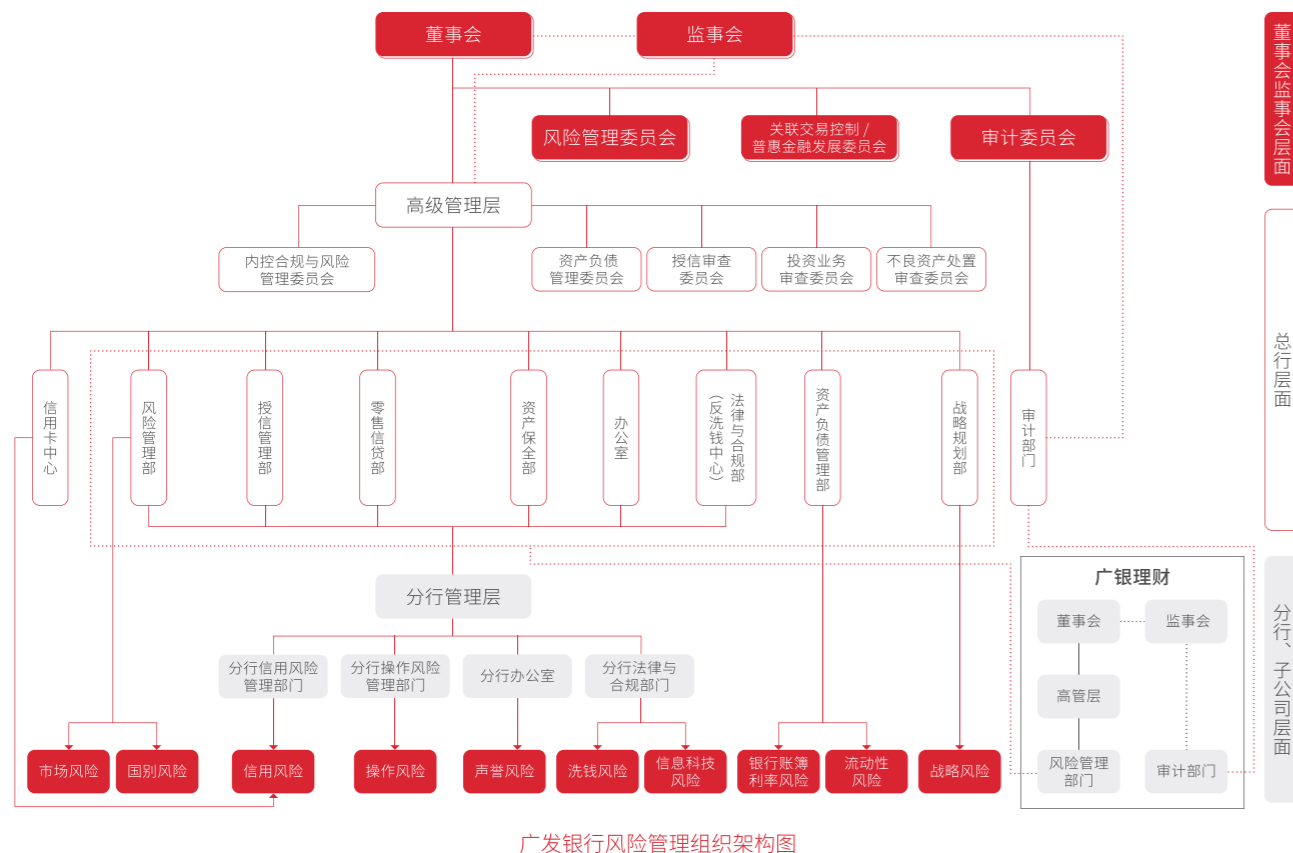 董事会
监事会
董事会监事会层面
风险管理委员会
关联交易控制 /
普惠金融发展委员会
审计委员会
高级管理层
内控合规与风险
管理委员会
资产负债
管理委员会
授信审查
委员会
投资业务
审查委员会
不良资产处置
审查委员会
总行层面
信用卡中心
风险管理部
授信管理部
零售信贷部
资产保全部
办公室
法律与合规部
（反洗钱中心）
资产负债管理部
战略规划部
审计部门
分行管理层
分行信用风险
管理部门
分行操作风险
管理部门
分行办公室
分行法律与
合规部门
市场风险
国别风险
信用风险
操作风险
声誉风险
洗钱风险
信息科技
风险
银行账簿
利率风险
流动性
风险
战略风险
广银理财
董事会
监事会
高管层
风险管理
部门
审计部门
分行、子公司层面
广发银行风险管理组织架构图